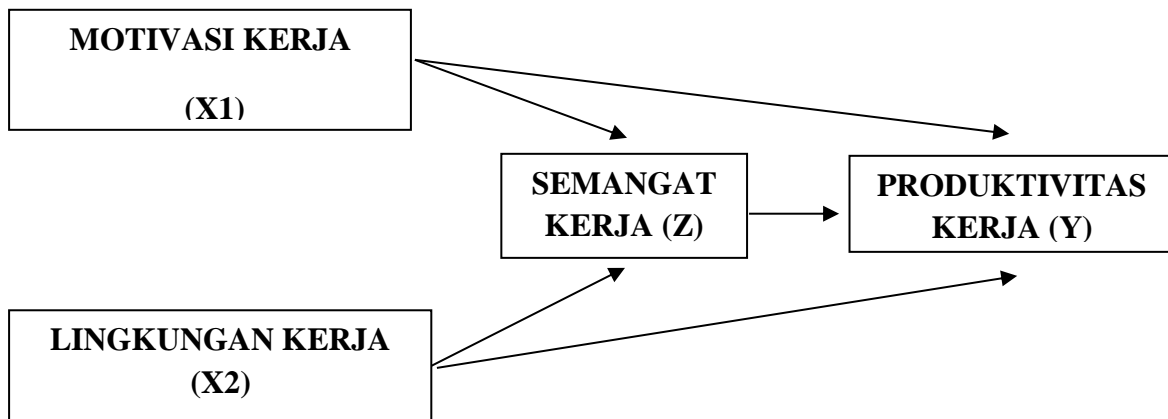 MOTIVASI KERJA
(X1)
SEMANGAT
KERJA (Z)
PRODUKTIVITAS
KERJA (Y)
LINGKUNGAN KERJA
(X2)